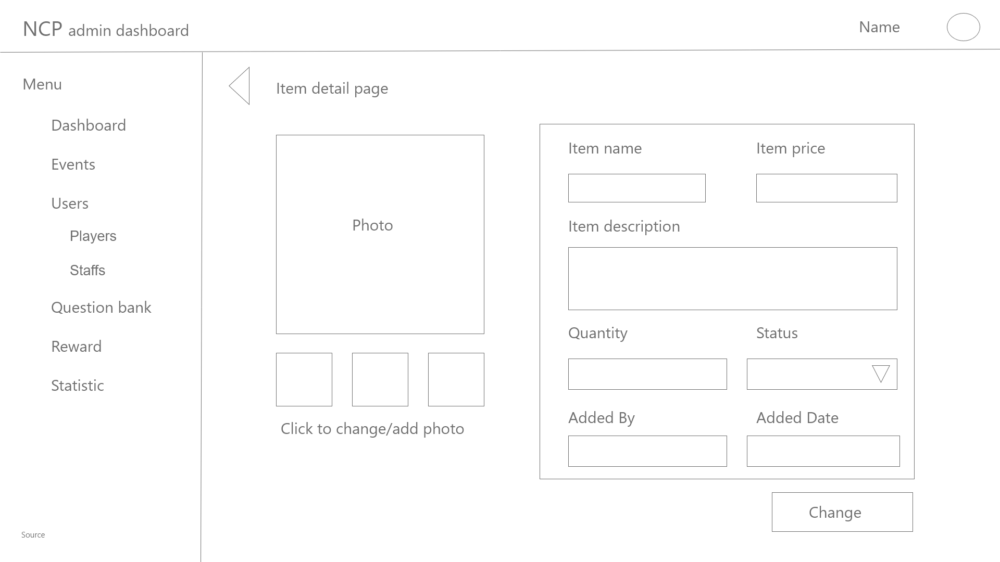 NCP admin dashboard
Name
Menu
Dashboard
Events
Users
Players
Staffs
Question bank
Reward
Statistic
Source
Item detail page
Photo
Click to change/add photo
Item name
Item price
Item description
Quantity
Status
Added By
Added Date
Change